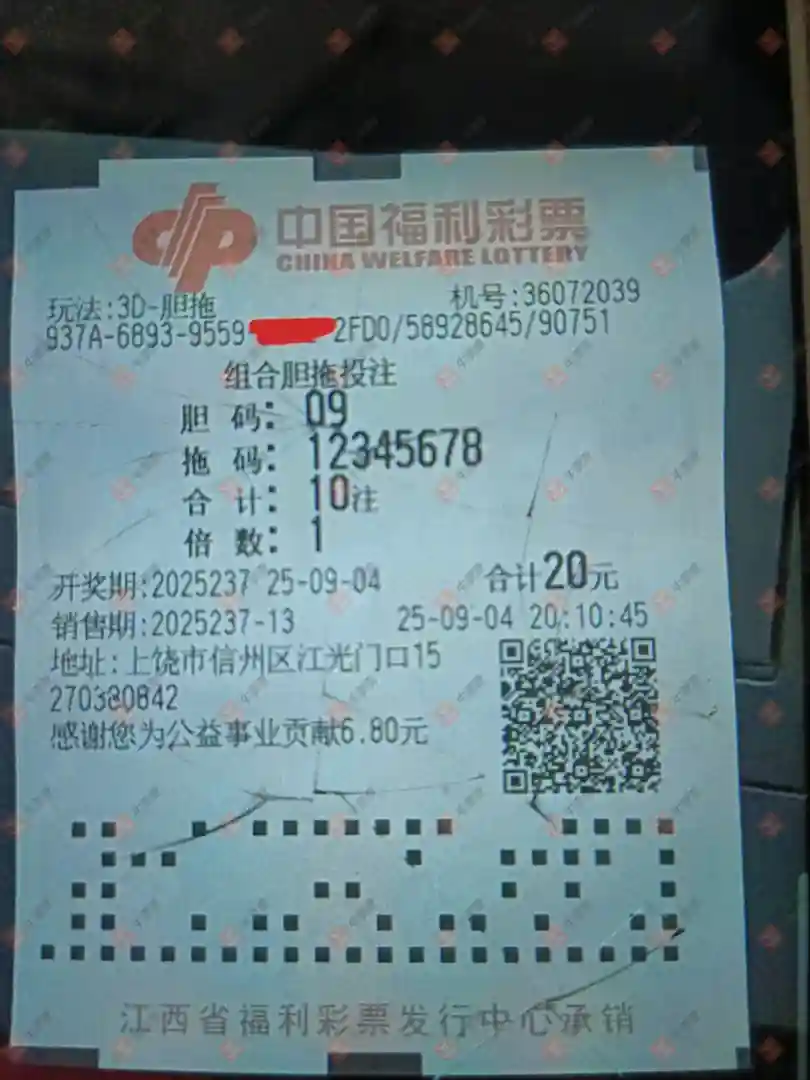 中国福利彩票
CHINA WELFARE LOTTERY
玩法:3D-胆拖 机号:36072039
937A-6893-9559- 2FD0/58928645/90751
组合胆拖投注
胆 码: 09
拖 码: 12345678
合 计: 10注
倍 数: 1
开奖期:2025237 25-09-04 合计20元
销售期:2025237-13 25-09-04 20:10:45
地址:上饶市信州区江光门口15
270380842
感谢您为公益事业贡献6.80元
江西省福利彩票发行中心承销